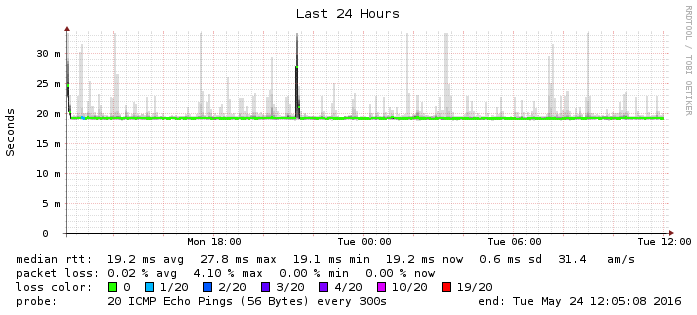 Last 24 Hours
RRDTOOL / TOBI OETIKER
Seconds
30 m
25 m
20 m
15 m
10 m
5 m
0
Mon 18:00 Tue 00:00 Tue 06:00 Tue 12:00
median rtt: 19.2 ms avg 27.8 ms max 19.1 ms min 19.2 ms now 0.6 ms sd 31.4 am/s
packet loss: 0.02 % avg 4.10 % max 0.00 % min 0.00 % now
loss color: 0 1/20 2/20 3/20 4/20 10/20 19/20
probe: 20 ICMP Echo Pings (56 Bytes) every 300s end: Tue May 24 12:05:08 2016